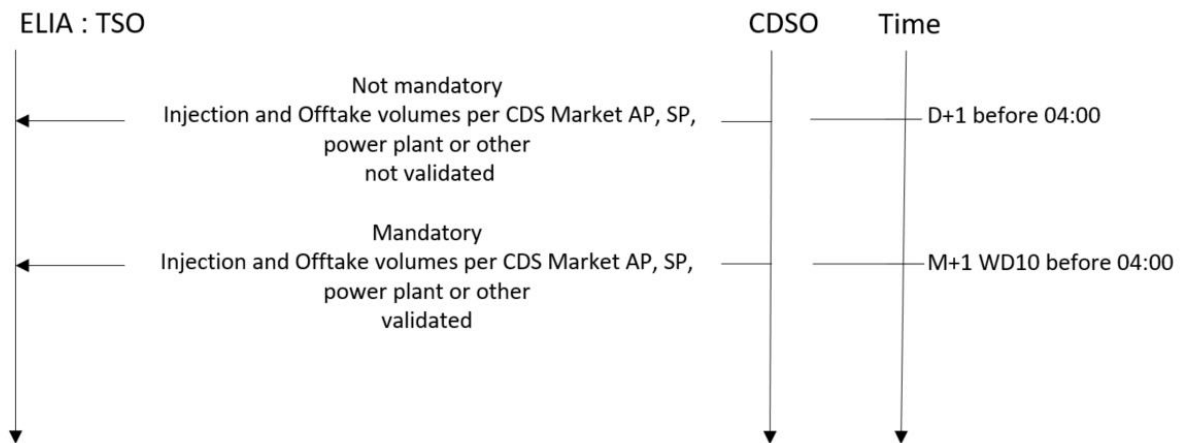 ELIA : TSO
CDSO
Time
Not mandatory
Injection and Offtake volumes per CDS Market AP, SP,
power plant or other
not validated
D+1 before 04:00
Mandatory
Injection and Offtake volumes per CDS Market AP, SP,
power plant or other
validated
M+1 WD10 before 04:00